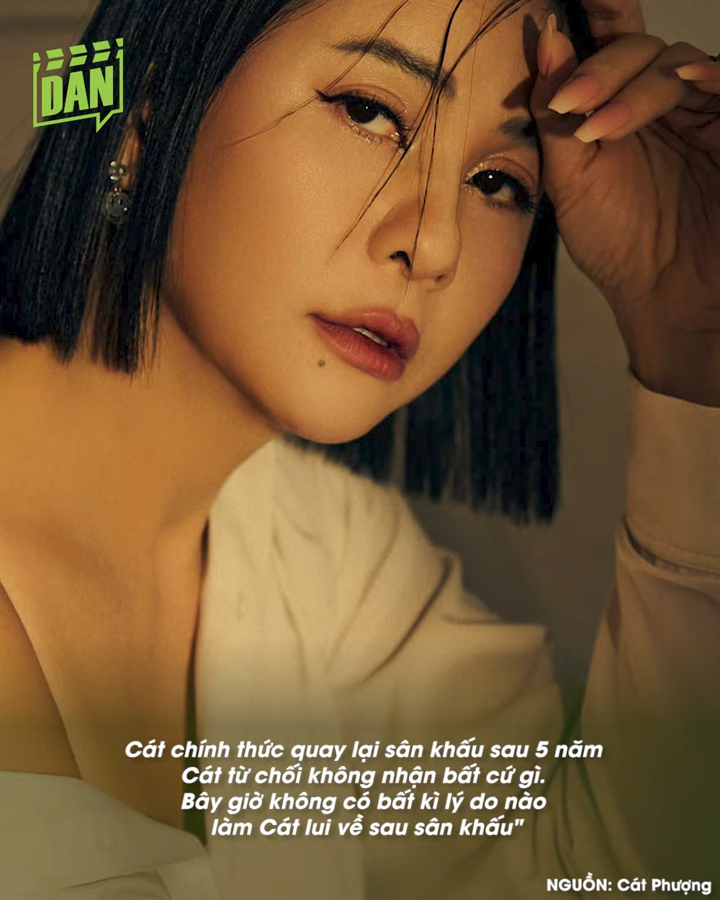 DAN
Cát chính thức quay lại sân khấu sau 5 năm
Cát từ chối không nhận bất cứ gì.
Bây giờ không có bất kì lý do nào
làm Cát lui về sau sân khấu"
NGUỒN: Cát Phượng